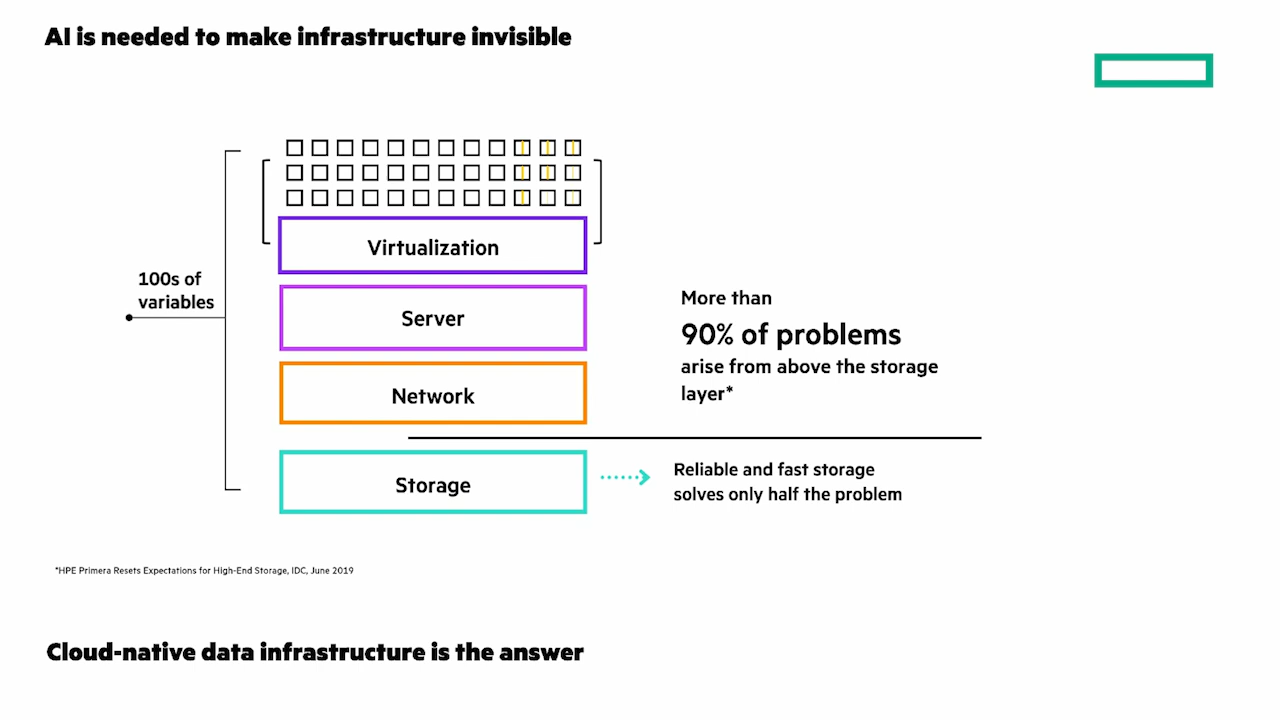 AI is needed to make infrastructure invisible
Virtualization
100s of
variables
Server
More than
90% of problems
arise from above the storage
layer*
Network
Storage
Reliable and fast storage
solves only half the problem
*HPE Primera Resets Expectations for High-End Storage, IDC, June 2019
Cloud-native data infrastructure is the answer